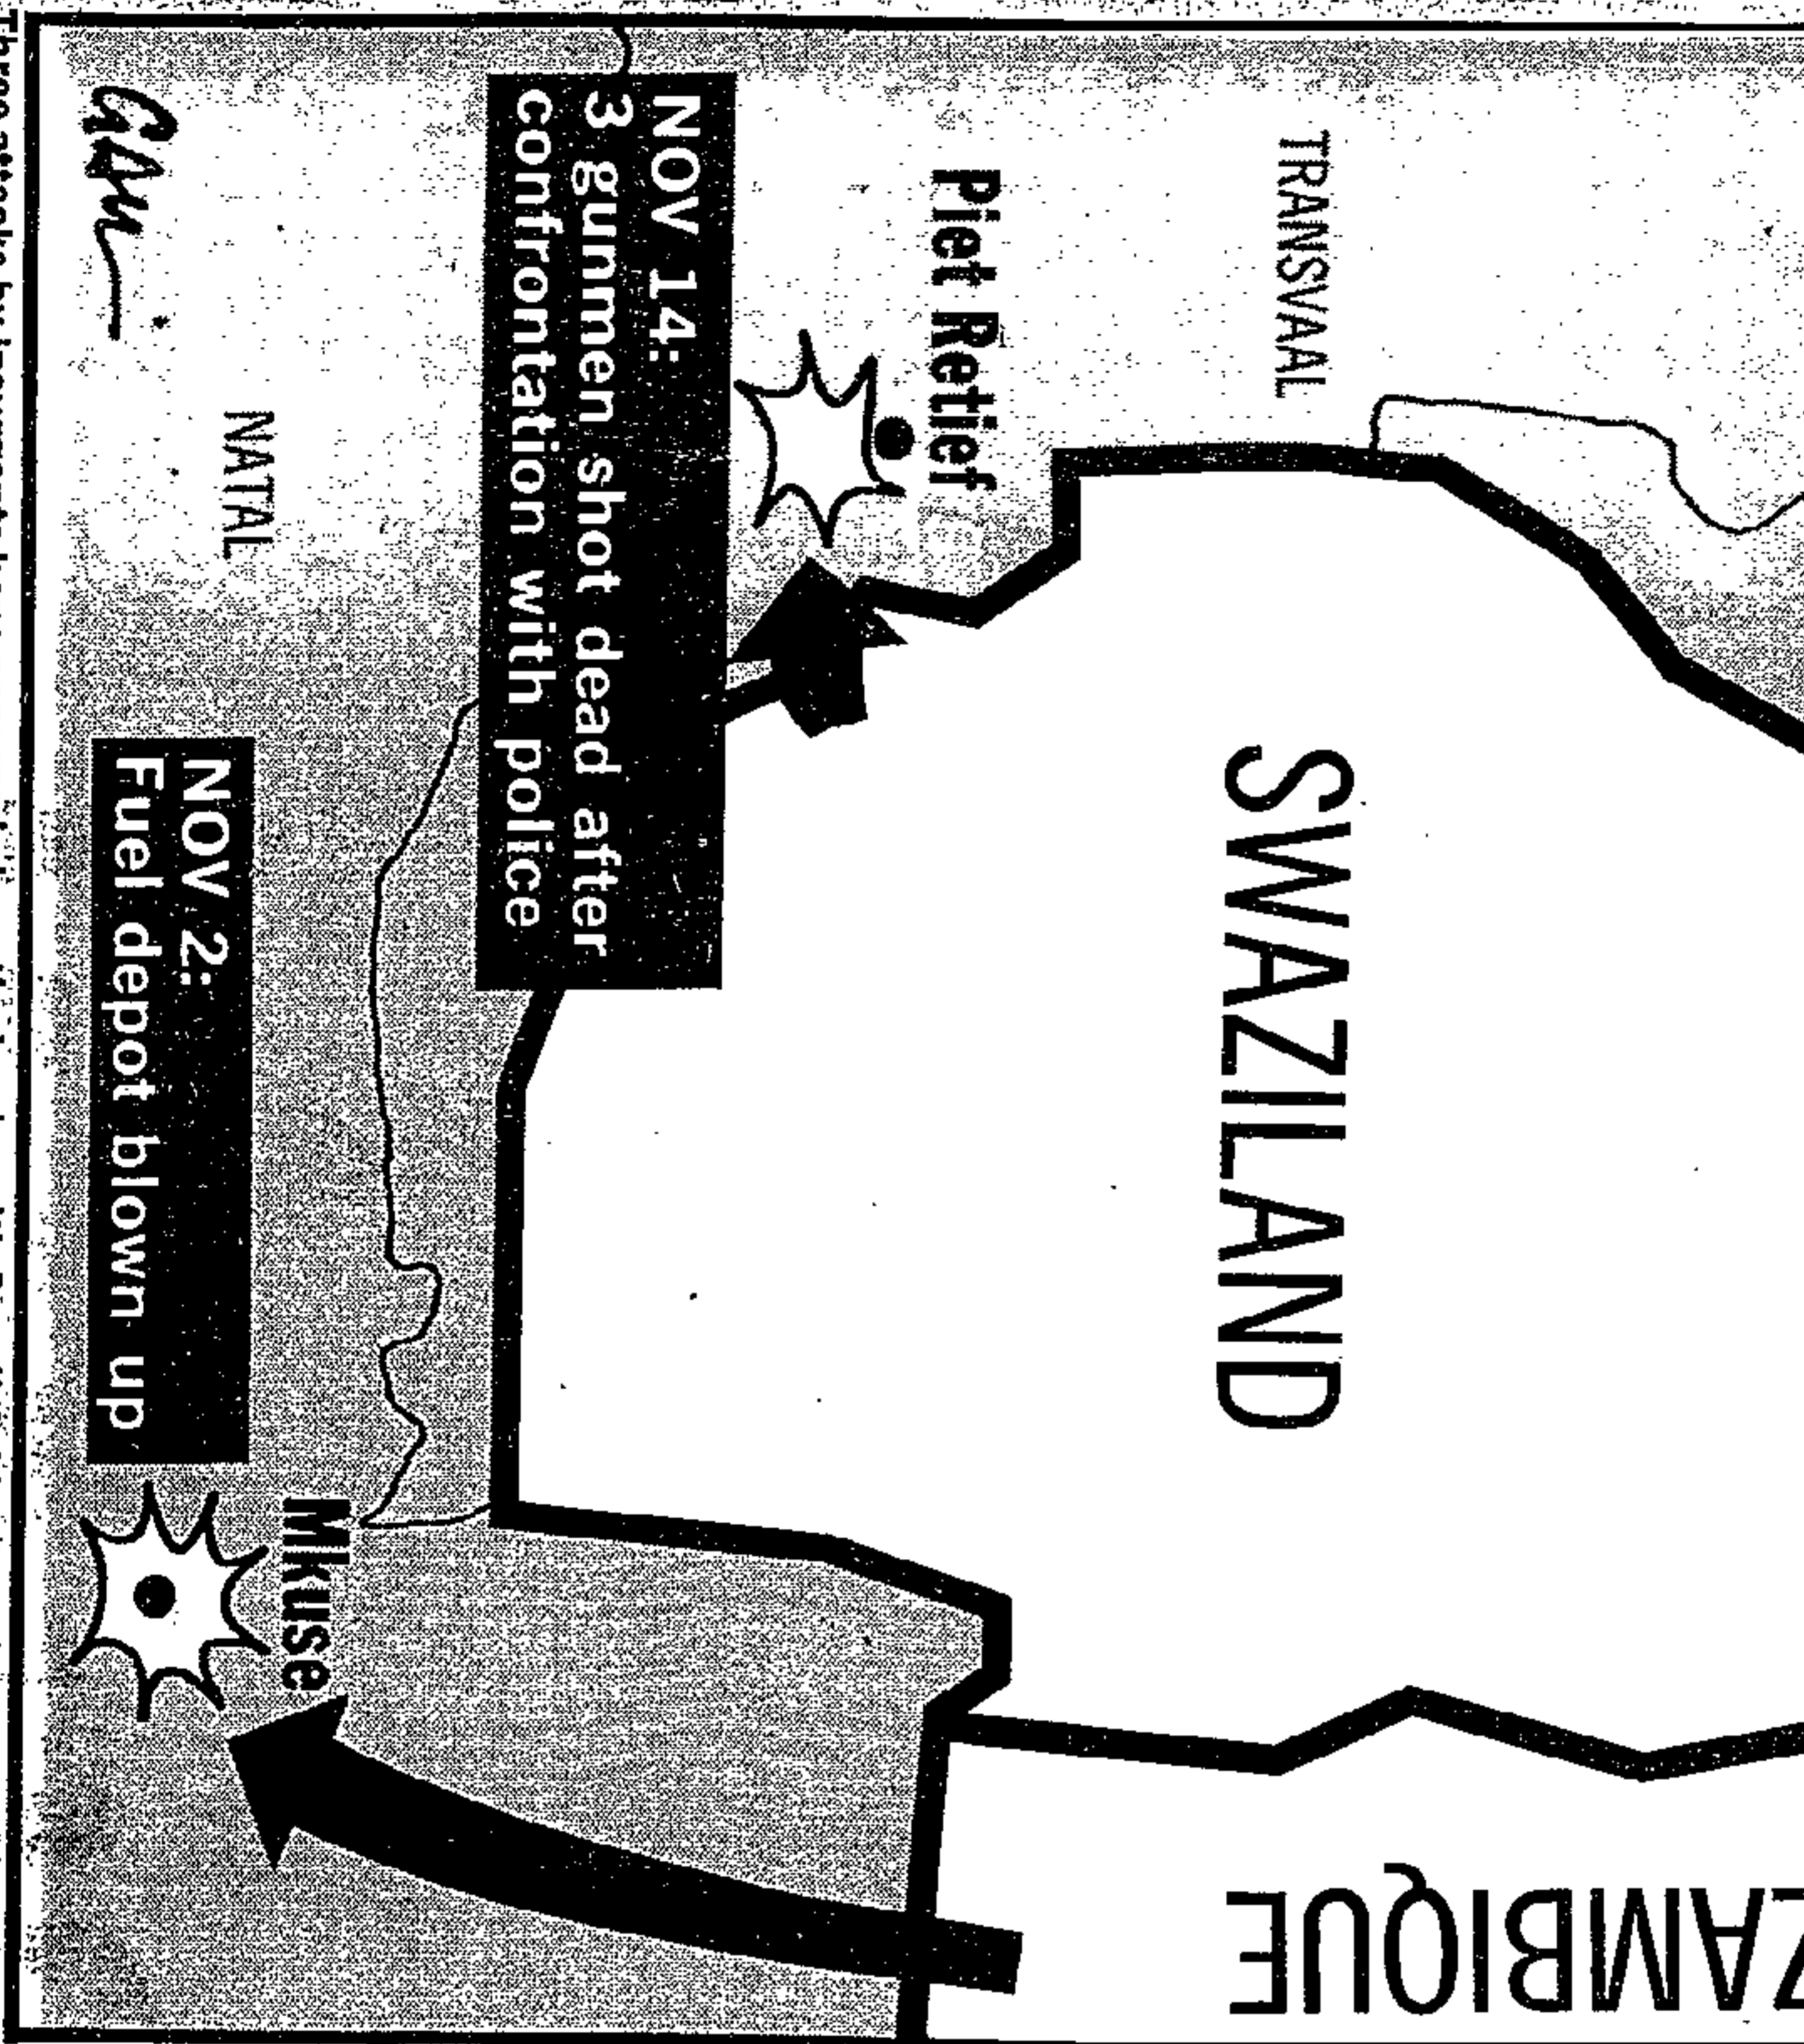 TRANSVAAL
SWAZILAND
ZAMBIQUE
Piet Retief
NOV 14:
3 gunmen shot dead after
confrontation with police
Mkuse
NATAL
NOV 2:
Fuel depot blown up